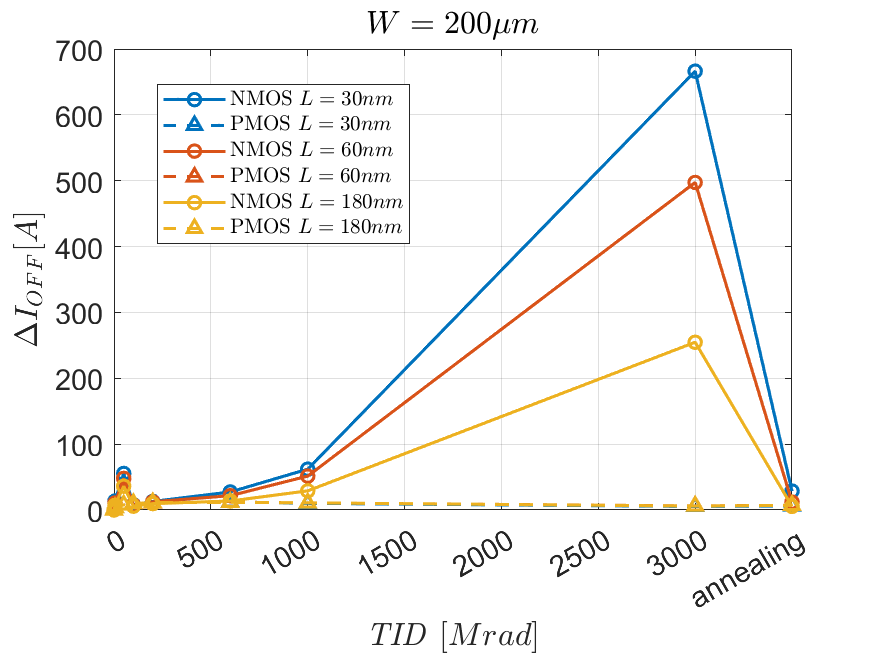 W = 200μm
700
600
500
400
300
200
100
0
ΔI_OFF [A]
NMOS L = 30nm
PMOS L = 30nm
NMOS L = 60nm
PMOS L = 60nm
NMOS L = 180nm
PMOS L = 180nm
0 500 1000 1500 2000 2500 3000 annealing
TID [Mrad]